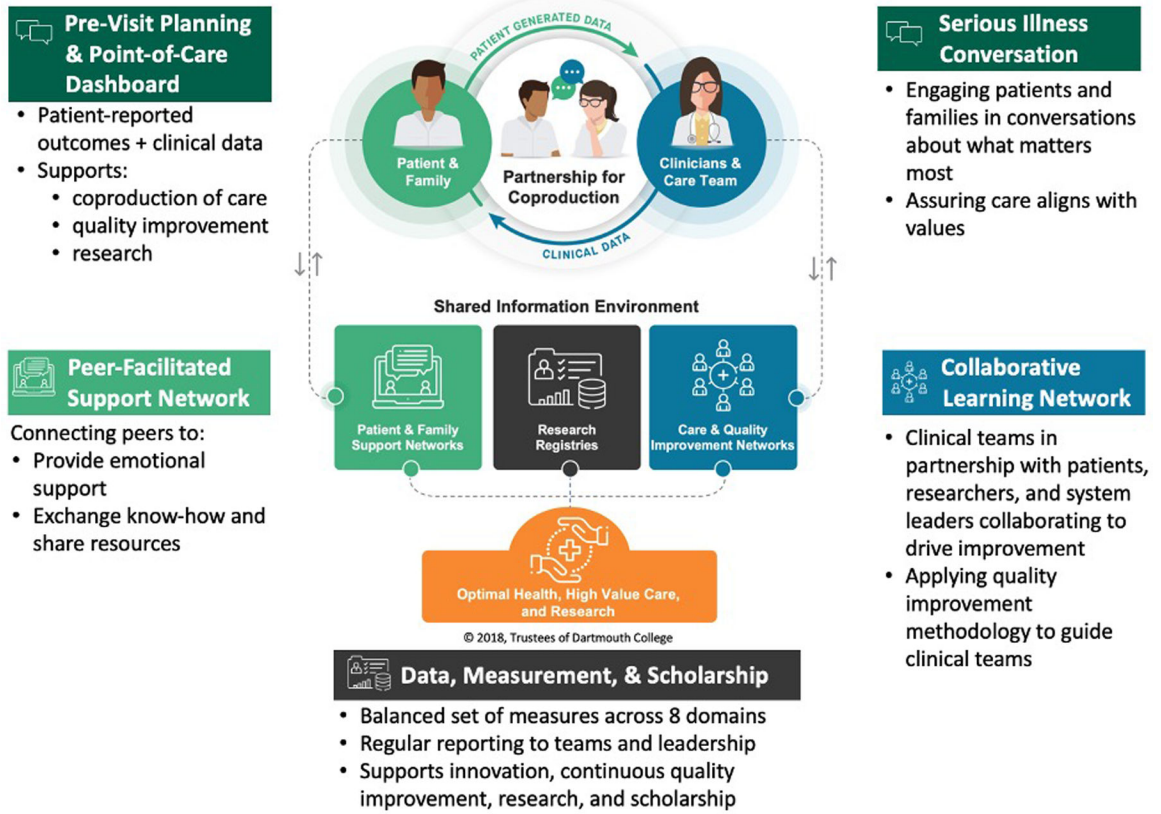 Pre-Visit Planning
& Point-of-Care
Dashboard
• Patient-reported
outcomes + clinical data
• Supports:
• coproduction of care
• quality improvement
• research
PATIENT GENERATED DATA
Patient &
Family
Partnership for
Coproduction
Clinicians &
Care Team
CLINICAL DATA
Serious Illness
Conversation
• Engaging patients and
families in conversations
about what matters
most
• Assuring care aligns with
values
Shared Information Environment
Patient & Family
Support Networks
Research
Registries
Care & Quality
Improvement Networks
Peer-Facilitated
Support Network
Connecting peers to:
• Provide emotional
support
• Exchange know-how and
share resources
Collaborative
Learning Network
• Clinical teams in
partnership with patients,
researchers, and system
leaders collaborating to
drive improvement
• Applying quality
improvement
methodology to guide
clinical teams
Optimal Health, High Value Care,
and Research
© 2018, Trustees of Dartmouth College
Data, Measurement, & Scholarship
• Balanced set of measures across 8 domains
• Regular reporting to teams and leadership
• Supports innovation, continuous quality
improvement, research, and scholarship